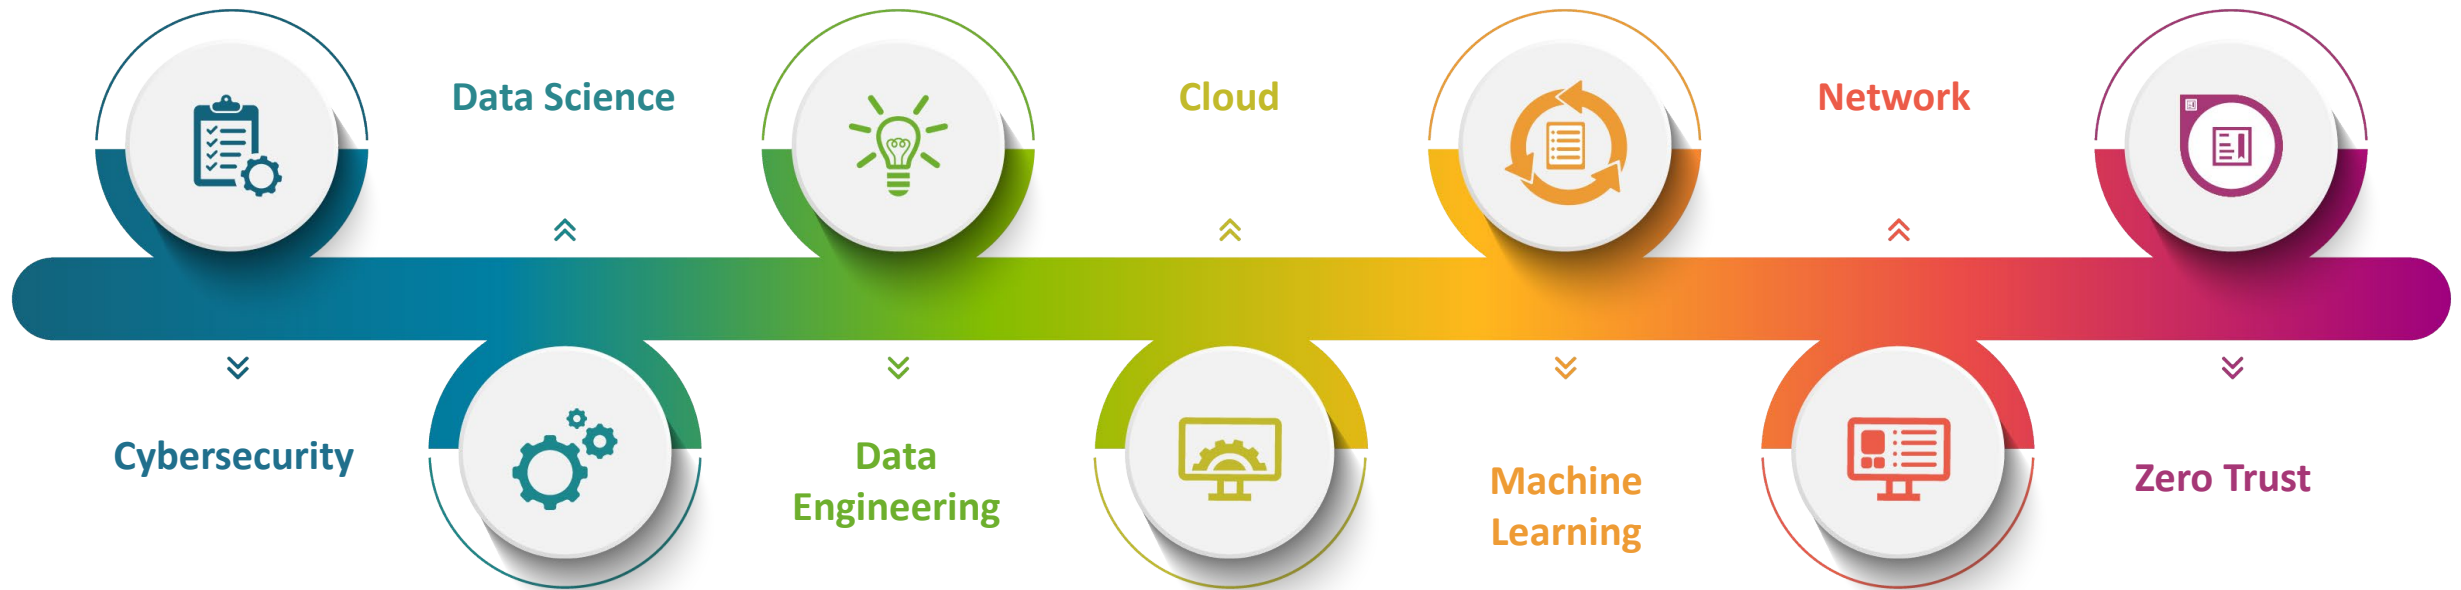 Cybersecurity
Data Science
Data
Engineering
Cloud
Machine
Learning
Network
Zero Trust